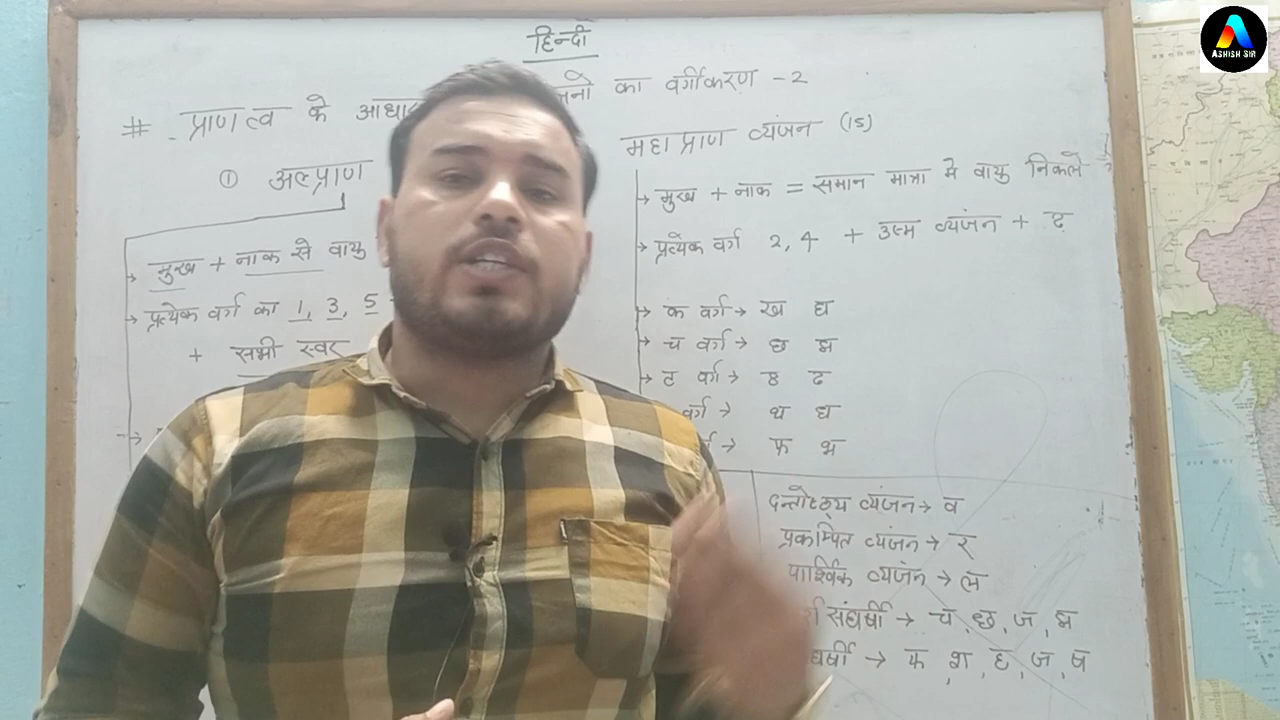 हिन्दी
ASHISH SIR
# प्राणत्व के आधार जनो का वर्गीकरण - 2
① अल्प्राण
मुख + नाक से वायु
प्रत्येक वर्ग का 1, 3, 5
+ सभी स्वर
महाप्राण व्यंजन (15)
मुख + नाक = समान मात्रा मे वायु निकले
प्रत्येक वर्ग 2, 4 + उष्म व्यंजन + ढ़
क वर्ग → ख घ
च वर्ग → छ झ
ट वर्ग → ठ ढ
वर्ग → थ ध
र्ग → फ भ
दन्तोष्ठ्य व्यंजन → व
प्रकम्पित व्यंजन → र
पार्श्विक व्यंजन → ल
संघर्षी → च, छ, ज, झ
घर्षी → फ, श, ह, ज, ष